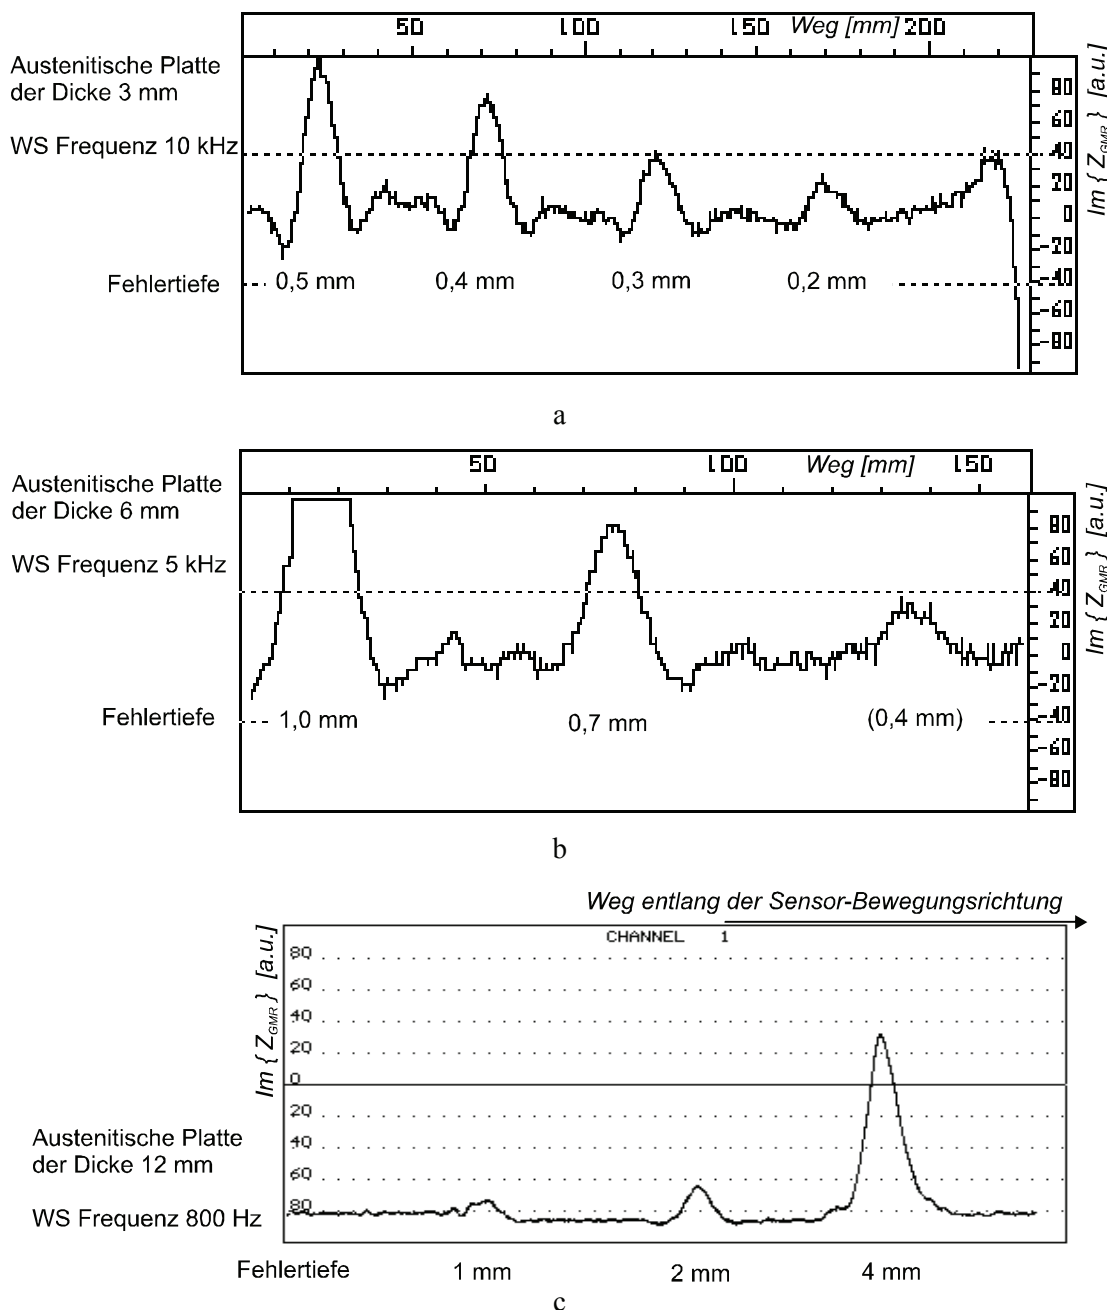 50 100 150 Weg [mm] 200
Austenitische Platte
der Dicke 3 mm
WS Frequenz 10 kHz
Fehlertiefe
0,5 mm 0,4 mm 0,3 mm 0,2 mm
80
60
40
20
0
-20
-40
-60
-80
Im { Z_GMR } [a.u.]
a
50 100 Weg [mm] 150
Austenitische Platte
der Dicke 6 mm
WS Frequenz 5 kHz
Fehlertiefe
1,0 mm 0,7 mm (0,4 mm)
80
60
40
20
0
-20
-40
-60
-80
Im { Z_GMR } [a.u.]
b
Weg entlang der Sensor-Bewegungsrichtung
CHANNEL 1
Im { Z_GMR } [a.u.]
80
60
40
20
0
20
40
60
80
Austenitische Platte
der Dicke 12 mm
WS Frequenz 800 Hz
Fehlertiefe 1 mm 2 mm 4 mm
c